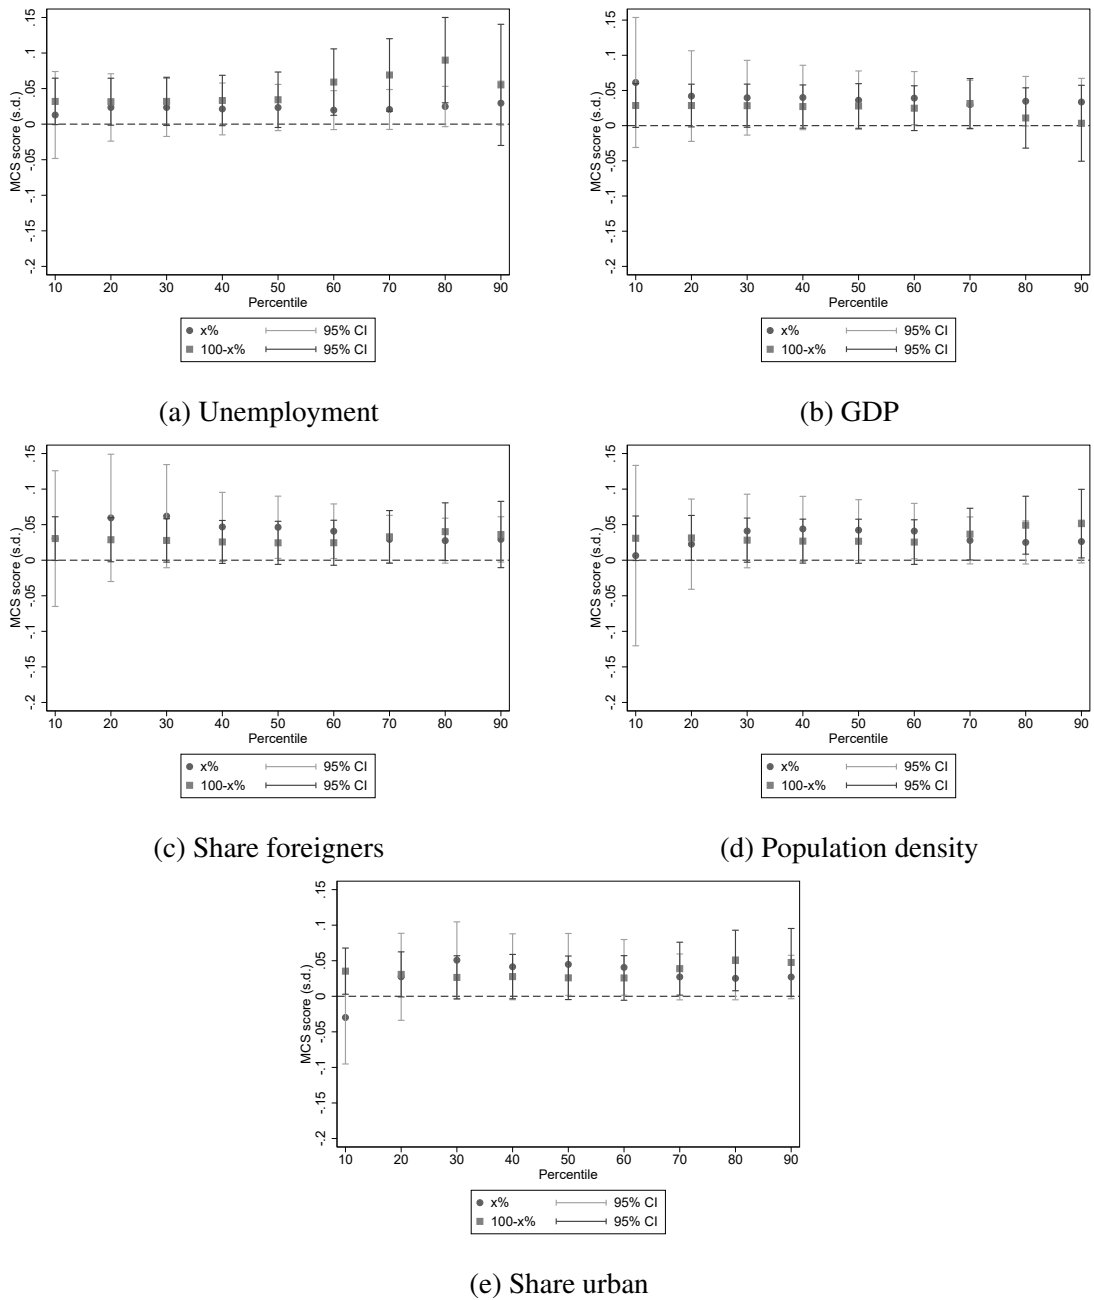 MCS score (s.d.)
.15
.1
.05
0
-.05
-.1
-.15
-.2
10 20 30 40 50 60 70 80 90
Percentile
x% 95% CI
100-x% 95% CI
(a) Unemployment
MCS score (s.d.)
.15
.1
.05
0
-.05
-.1
-.15
-.2
10 20 30 40 50 60 70 80 90
Percentile
x% 95% CI
100-x% 95% CI
(b) GDP
MCS score (s.d.)
.15
.1
.05
0
-.05
-.1
-.15
-.2
10 20 30 40 50 60 70 80 90
Percentile
x% 95% CI
100-x% 95% CI
(c) Share foreigners
MCS score (s.d.)
.15
.1
.05
0
-.05
-.1
-.15
-.2
10 20 30 40 50 60 70 80 90
Percentile
x% 95% CI
100-x% 95% CI
(d) Population density
MCS score (s.d.)
.15
.1
.05
0
-.05
-.1
-.15
-.2
10 20 30 40 50 60 70 80 90
Percentile
x% 95% CI
100-x% 95% CI
(e) Share urban